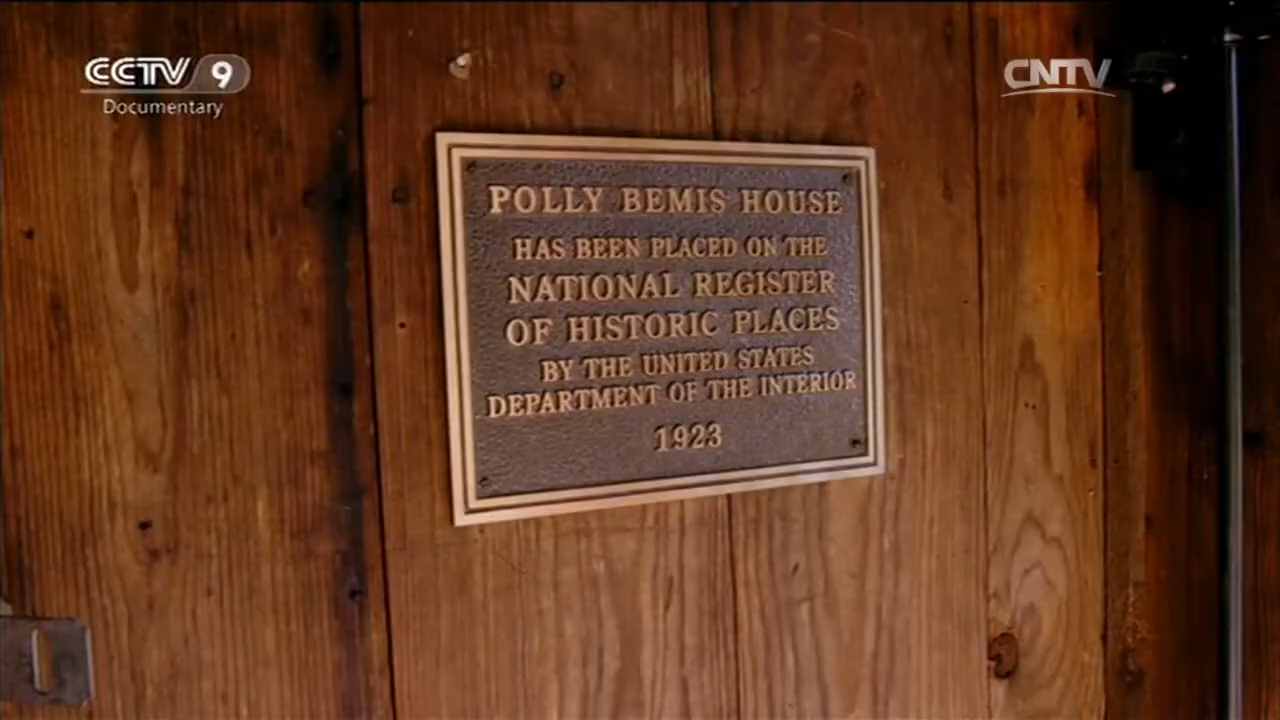 CCTV 9
Documentary
CNTV
POLLY BEMIS HOUSE
HAS BEEN PLACED ON THE
NATIONAL REGISTER
OF HISTORIC PLACES
BY THE UNITED STATES
DEPARTMENT OF THE INTERIOR
1923